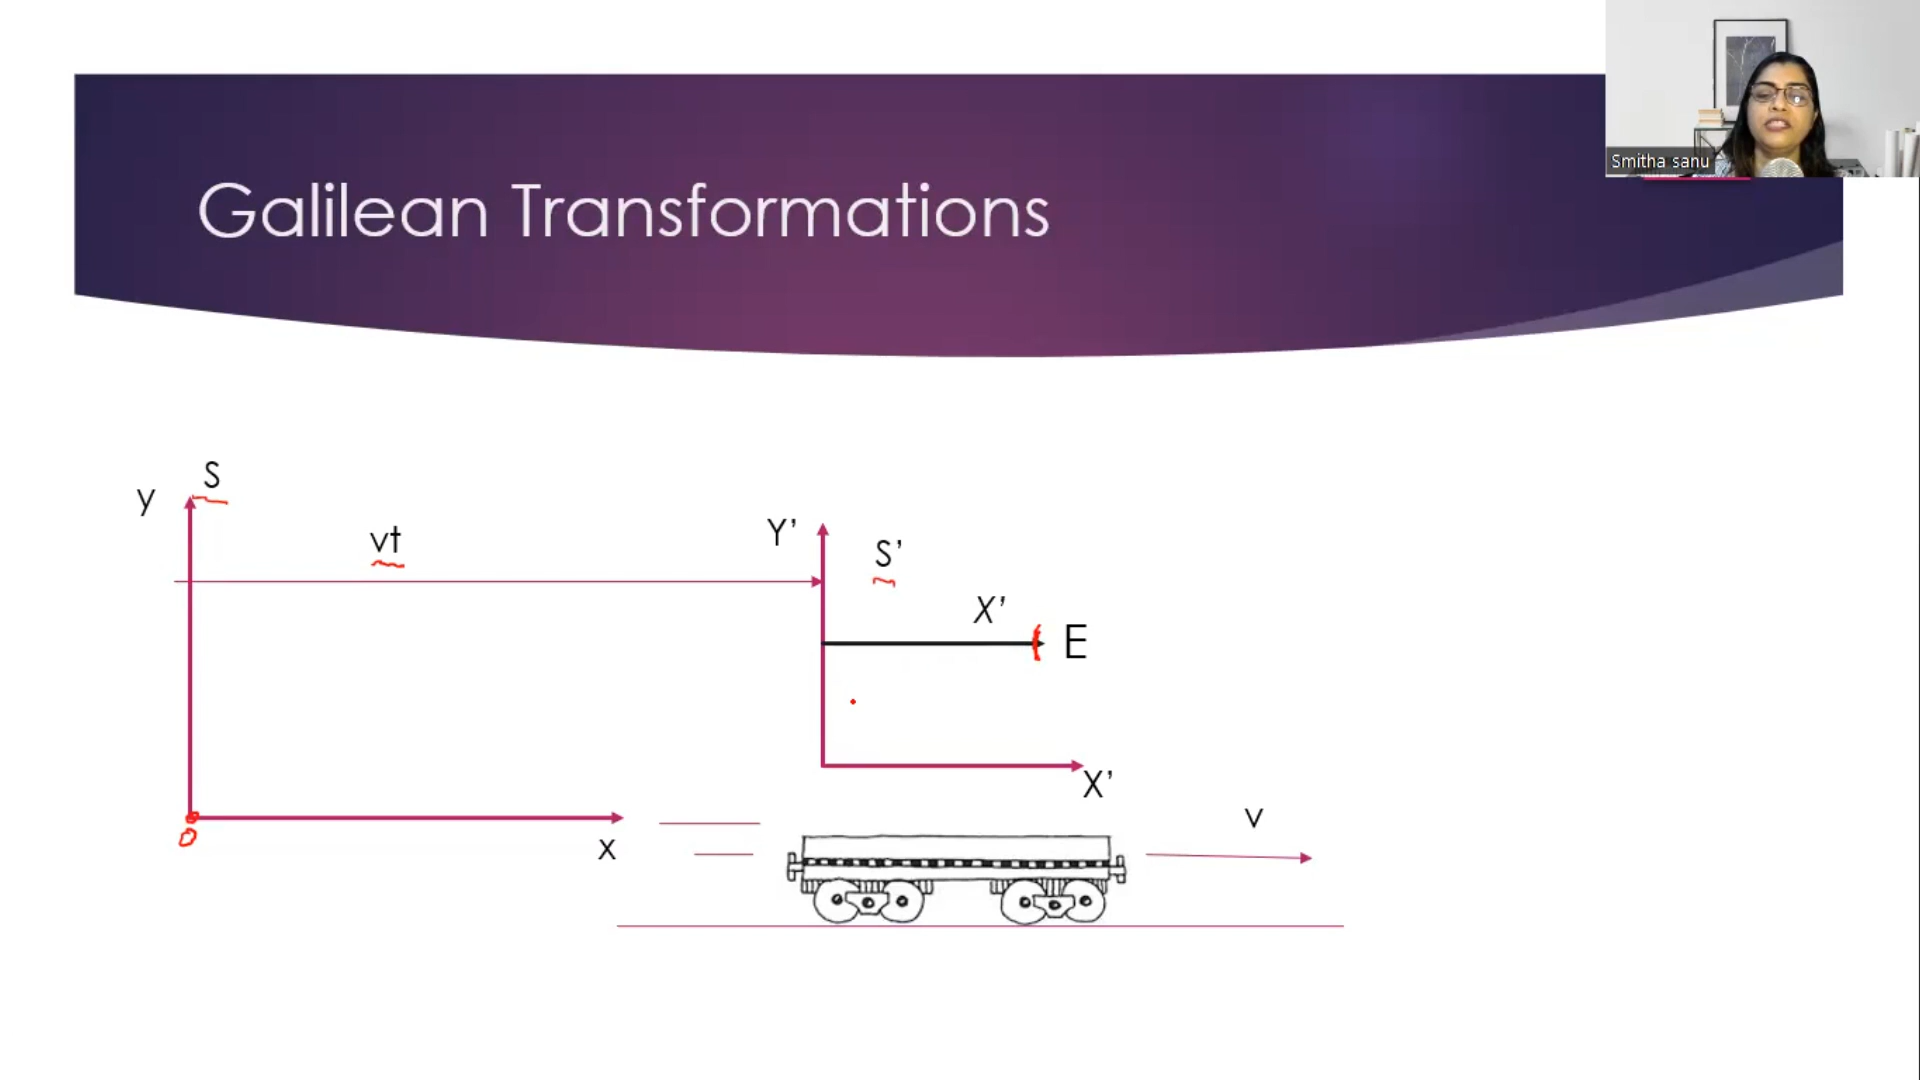 Smitha sanu
Galilean Transformations
S
y
vt
Y’
S’
X’
E
X’
x
v
O